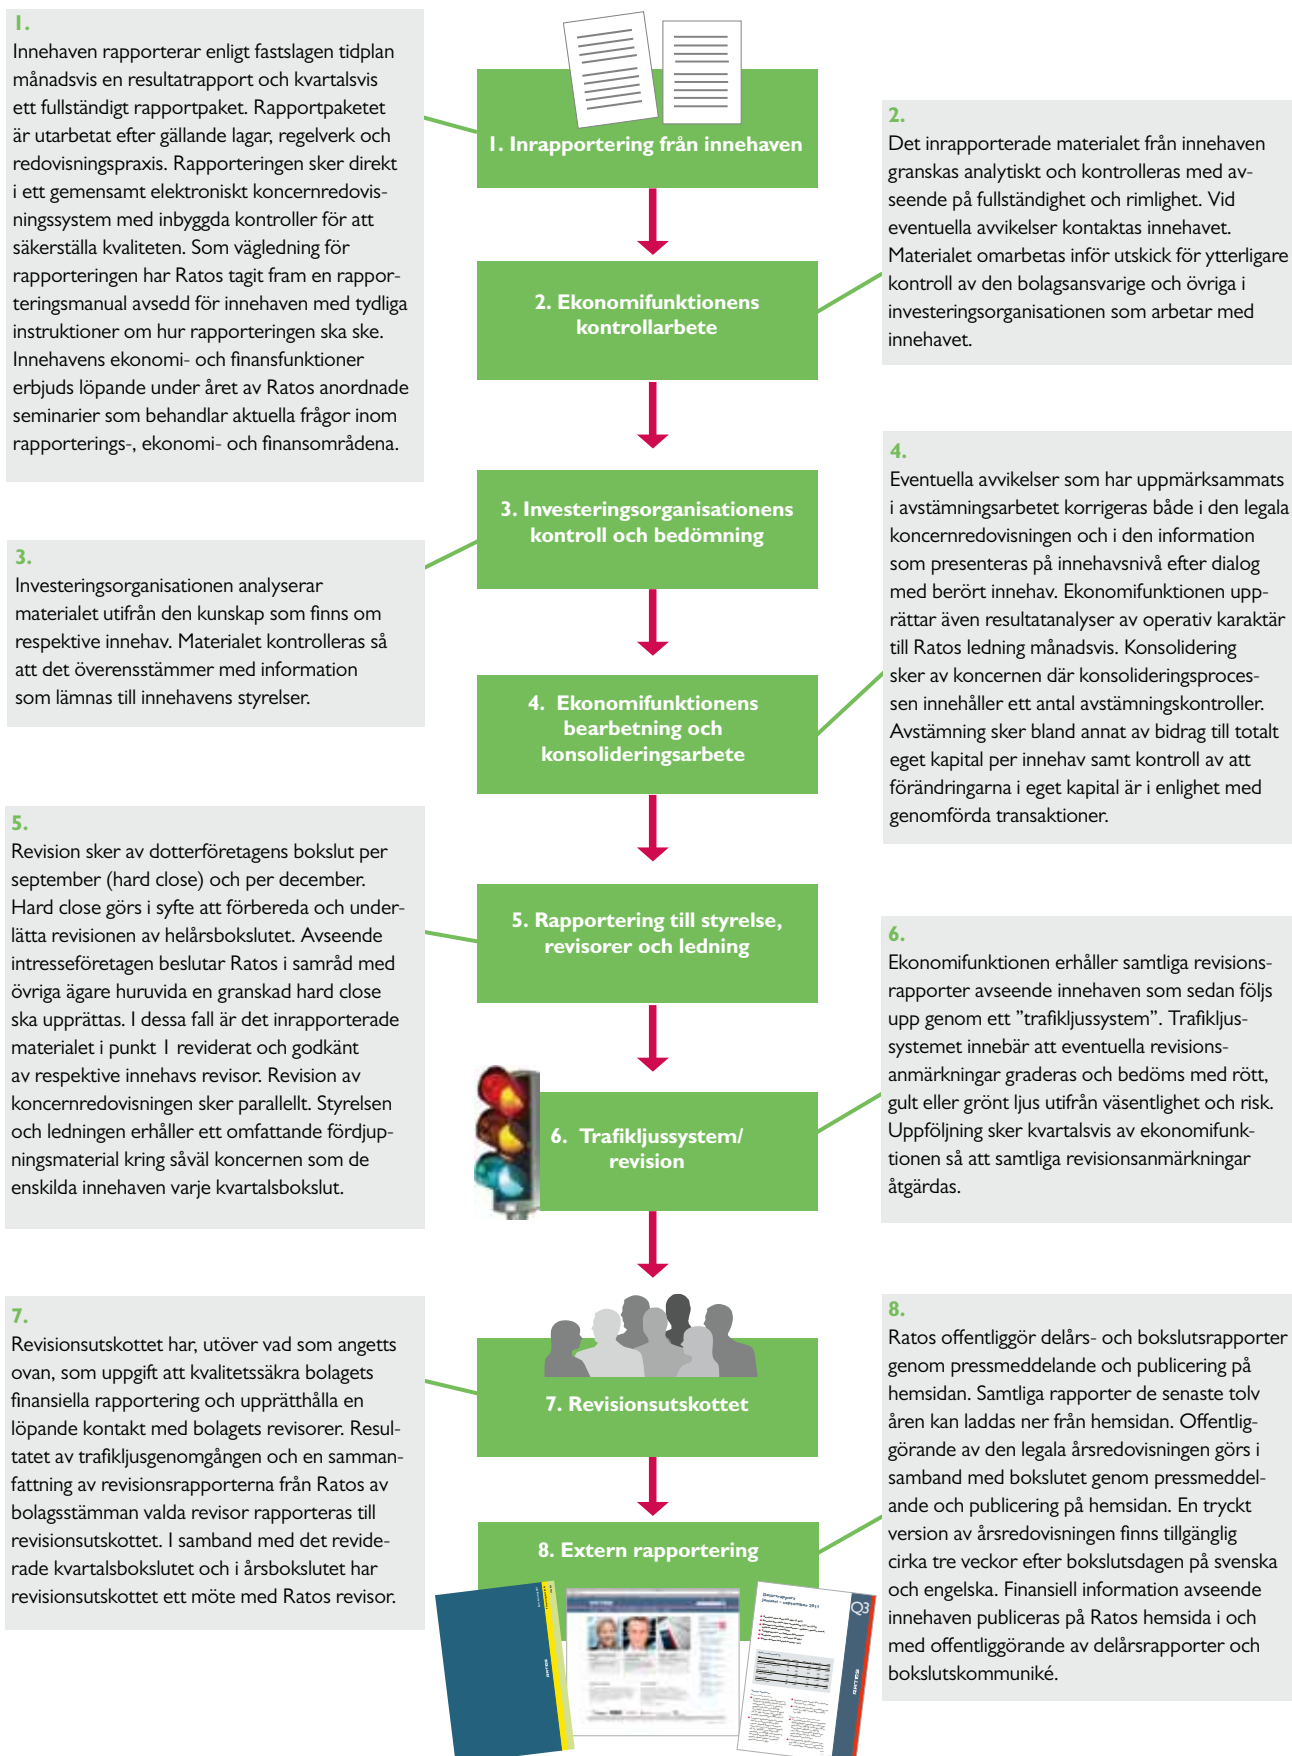 1.
Innehaven rapporterar enligt fastslagen tidplan
månadsvis en resultatrapport och kvartalsvis
ett fullständigt rapportpaket. Rapportpaketet
är utarbetat efter gällande lagar, regelverk och
redovisningspraxis. Rapporteringen sker direkt
i ett gemensamt elektroniskt koncernredovis-
ningssystem med inbyggda kontroller för att
säkerställa kvaliteten. Som vägledning för
rapporteringen har Ratos tagit fram en rappor-
teringsmanual avsedd för innehaven med tydliga
instruktioner om hur rapporteringen ska ske.
Innehavens ekonomi- och finansfunktioner
erbjuds löpande under året av Ratos anordnade
seminarier som behandlar aktuella frågor inom
rapporterings-, ekonomi- och finansområdena.
1. Inrapportering från innehaven
2.
Det inrapporterade materialet från innehaven
granskas analytiskt och kontrolleras med av-
seende på fullständighet och rimlighet. Vid
eventuella avvikelser kontaktas innehavet.
Materialet omarbetas inför utskick för ytterligare
kontroll av den bolagsansvarige och övriga i
investeringsorganisationen som arbetar med
innehavet.
2. Ekonomifunktionens
kontrollarbete
3. Investeringsorganisationens
kontroll och bedömning
3.
Investeringsorganisationen analyserar
materialet utifrån den kunskap som finns om
respektive innehav. Materialet kontrolleras så
att det överensstämmer med information
som lämnas till innehavens styrelser.
4.
Eventuella avvikelser som har uppmärksammats
i avstämningsarbetet korrigeras både i den legala
koncernredovisningen och i den information
som presenteras på innehavsnivå efter dialog
med berört innehav. Ekonomifunktionen upp-
rättar även resultatanalyser av operativ karaktär
till Ratos ledning månadsvis. Konsolidering
sker av koncernen där konsolideringsproces-
sen innehåller ett antal avstämningskontroller.
Avstämning sker bland annat av bidrag till totalt
eget kapital per innehav samt kontroll av att
förändringarna i eget kapital är i enlighet med
genomförda transaktioner.
4. Ekonomifunktionens
bearbetning och
konsolideringsarbete
5.
Revision sker av dotterföretagens bokslut per
september (hard close) och per december.
Hard close görs i syfte att förbereda och under-
lätta revisionen av helårsbokslutet. Avseende
intresseföretagen beslutar Ratos i samråd med
övriga ägare huruvida en granskad hard close
ska upprättas. I dessa fall är det inrapporterade
materialet i punkt 1 reviderat och godkänt
av respektive innehavs revisor. Revision av
koncernredovisningen sker parallellt. Styrelsen
och ledningen erhåller ett omfattande fördjup-
ningsmaterial kring såväl koncernen som de
enskilda innehaven varje kvartalsbokslut.
5. Rapportering till styrelse,
revisorer och ledning
6.
Ekonomifunktionen erhåller samtliga revisions-
rapporter avseende innehaven som sedan följs
upp genom ett ”trafikljussystem”. Trafikljus-
systemet innebär att eventuella revisions-
anmärkningar graderas och bedöms med rött,
gult eller grönt ljus utifrån väsentlighet och risk.
Uppföljning sker kvartalsvis av ekonomifunk-
tionen så att samtliga revisionsanmärkningar
åtgärdas.
6. Trafikljussystem/
revision
7.
Revisionsutskottet har, utöver vad som angetts
ovan, som uppgift att kvalitetssäkra bolagets
finansiella rapportering och upprätthålla en
löpande kontakt med bolagets revisorer. Resul-
tatet av trafikljusgenomgången och en samman-
fattning av revisionsrapporterna från Ratos av
bolagsstämman valda revisor rapporteras till
revisionsutskottet. I samband med det revide-
rade kvartalsbokslutet och i årsbokslutet har
revisionsutskottet ett möte med Ratos revisor.
7. Revisionsutskottet
8.
Ratos offentliggör delårs- och bokslutsrapporter
genom pressmeddelande och publicering på
hemsidan. Samtliga rapporter de senaste tolv
åren kan laddas ner från hemsidan. Offentlig-
görande av den legala årsredovisningen görs i
samband med bokslutet genom pressmeddel-
ande och publicering på hemsidan. En tryckt
version av årsredovisningen finns tillgänglig
cirka tre veckor efter bokslutsdagen på svenska
och engelska. Finansiell information avseende
innehaven publiceras på Ratos hemsida i och
med offentliggörande av delårsrapporter och
bokslutskommuniké.
8. Extern rapportering
Q3